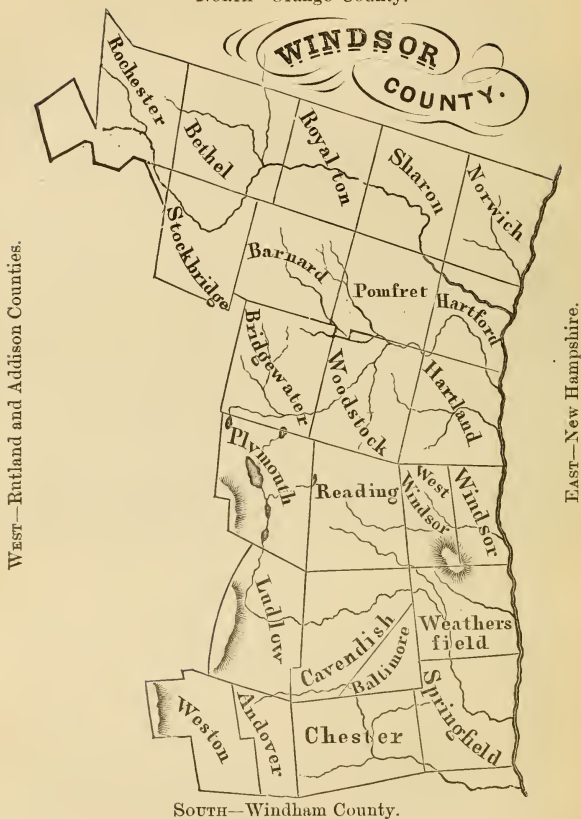 NORTH—Orange County.
WINDSOR
COUNTY.
Rochester
Bethel
Royalton
Sharon
Norwich
Stockbridge
Barnard
Pomfret
Hartford
Bridgewater
Woodstock
Hartland
Plymouth
Reading
West
Windsor
Windsor
Ludlow
Cavendish
Baltimore
Weathers
field
Weston
Andover
Chester
Springfield
WEST—Rutland and Addison Counties.
EAST—New Hampshire.
SOUTH—Windham County.